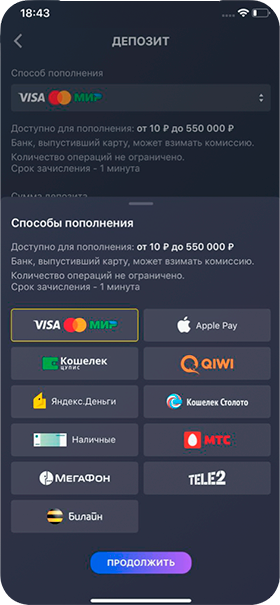 18:43
ДЕПОЗИТ
Способ пополнения
VISA МИР
Доступно для пополнения: от 10 ₽ до 550 000 ₽
Банк, выпустивший карту, может взимать комиссию.
Количество операций не ограничено.
Срок зачисления - 1 минута
Сумма депозита
Способы пополнения
Доступно для пополнения: от 10 ₽ до 550 000 ₽
Банк, выпустивший карту, может взимать комиссию.
Количество операций не ограничено.
Срок зачисления - 1 минута
VISA МИР
Apple Pay
Кошелек
ЦУПИС
QIWI
Яндекс.Деньги
Кошелек Столото
Наличные
МТС
МЕГАФОН
TELE2
Билайн
ПРОДОЛЖИТЬ